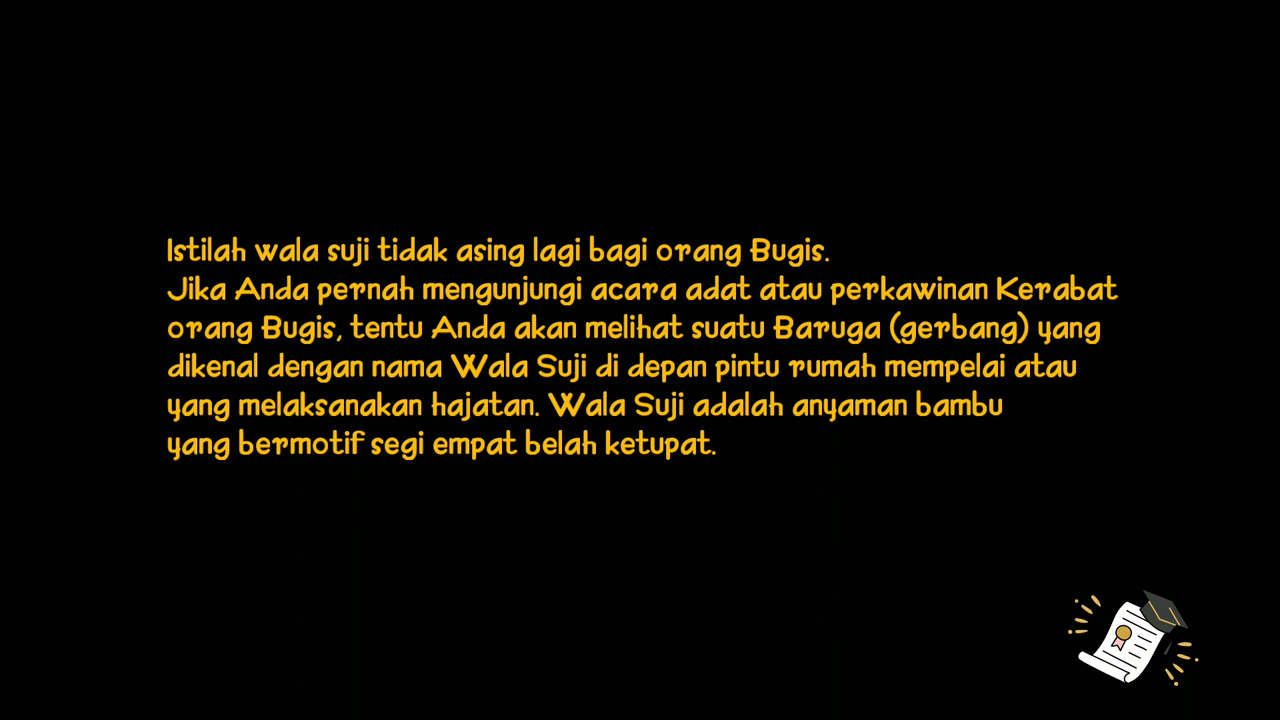 Istilah wala suji tidak asing lagi bagi orang Bugis.
Jika Anda pernah mengunjungi acara adat atau perkawinan Kerabat
orang Bugis, tentu Anda akan melihat suatu Baruga (gerbang) yang
dikenal dengan nama Wala Suji di depan pintu rumah mempelai atau
yang melaksanakan hajatan. Wala Suji adalah anyaman bambu
yang bermotif segi empat belah ketupat.